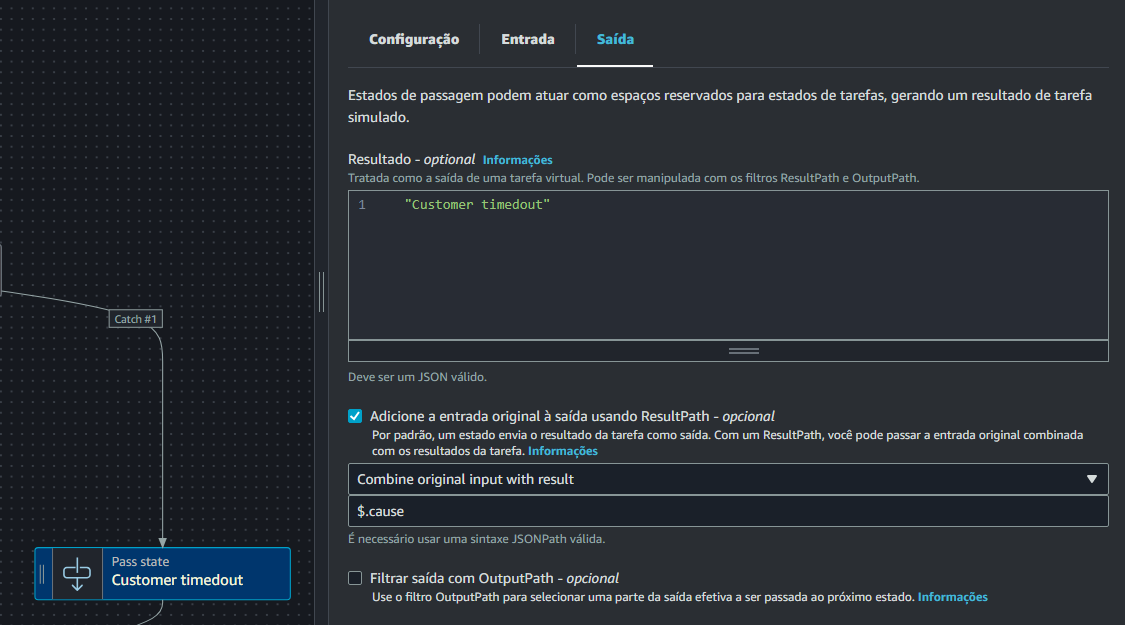 Configuração
Entrada
Saída
Estados de passagem podem atuar como espaços reservados para estados de tarefas, gerando um resultado de tarefa
simulado.
Resultado - optional Informações
Tratada como a saída de uma tarefa virtual. Pode ser manipulada com os filtros ResultPath e OutputPath.
1 "Customer timedout"
Deve ser um JSON válido.
Adicione a entrada original à saída usando ResultPath - opcional
Por padrão, um estado envia o resultado da tarefa como saída. Com um ResultPath, você pode passar a entrada original combinada
com os resultados da tarefa. Informações
Combine original input with result
$.cause
É necessário usar uma sintaxe JSONPath válida.
Filtrar saída com OutputPath - opcional
Use o filtro OutputPath para selecionar uma parte da saída efetiva a ser passada ao próximo estado. Informações
Catch #1
Pass state
Customer timedout